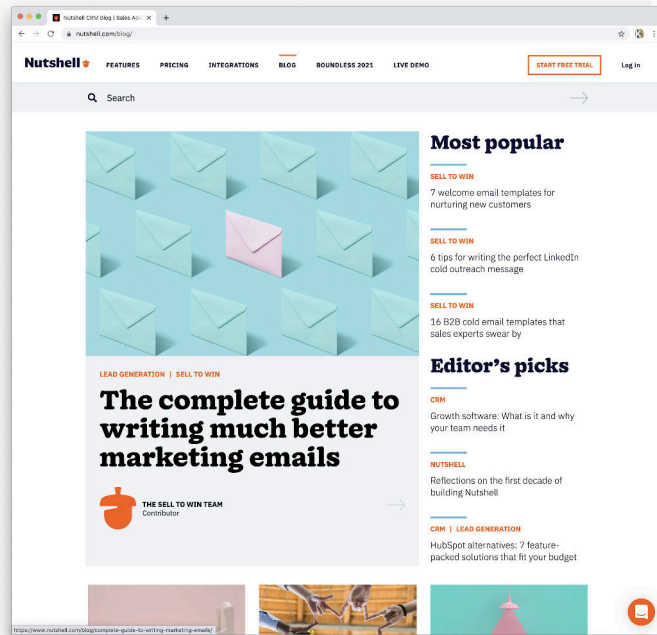 Nutshell CRM Blog | Sales Adv
nutshell.com/blog/
Nutshell
FEATURES
PRICING
INTEGRATIONS
BLOG
BOUNDLESS 2021
LIVE DEMO
START FREE TRIAL
Log in
Search
LEAD GENERATION | SELL TO WIN
The complete guide to
writing much better
marketing emails
THE SELL TO WIN TEAM
Contributor
Most popular
SELL TO WIN
7 welcome email templates for
nurturing new customers
SELL TO WIN
6 tips for writing the perfect LinkedIn
cold outreach message
SELL TO WIN
16 B2B cold email templates that
sales experts swear by
Editor's picks
CRM
Growth software: What is it and why
your team needs it
NUTSHELL
Reflections on the first decade of
building Nutshell
CRM | LEAD GENERATION
HubSpot alternatives: 7 feature-
packed solutions that fit your budget
https://www.nutshell.com/blog/complete-guide-to-writing-marketing-emails/